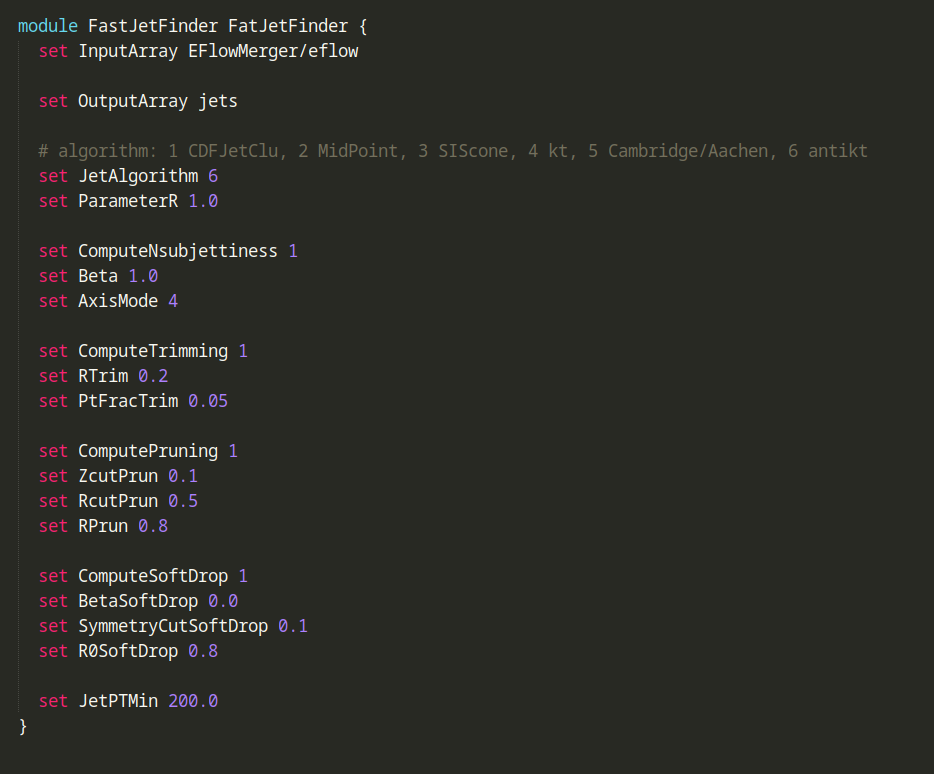 module FastJetFinder FatJetFinder {
set InputArray EFlowMerger/eflow
set OutputArray jets
# algorithm: 1 CDFJetClu, 2 MidPoint, 3 SIScone, 4 kt, 5 Cambridge/Aachen, 6 antikt
set JetAlgorithm 6
set ParameterR 1.0
set ComputeNsubjettiness 1
set Beta 1.0
set AxisMode 4
set ComputeTrimming 1
set RTrim 0.2
set PtFracTrim 0.05
set ComputePruning 1
set ZcutPrun 0.1
set RcutPrun 0.5
set RPrun 0.8
set ComputeSoftDrop 1
set BetaSoftDrop 0.0
set SymmetryCutSoftDrop 0.1
set R0SoftDrop 0.8
set JetPTMin 200.0
}